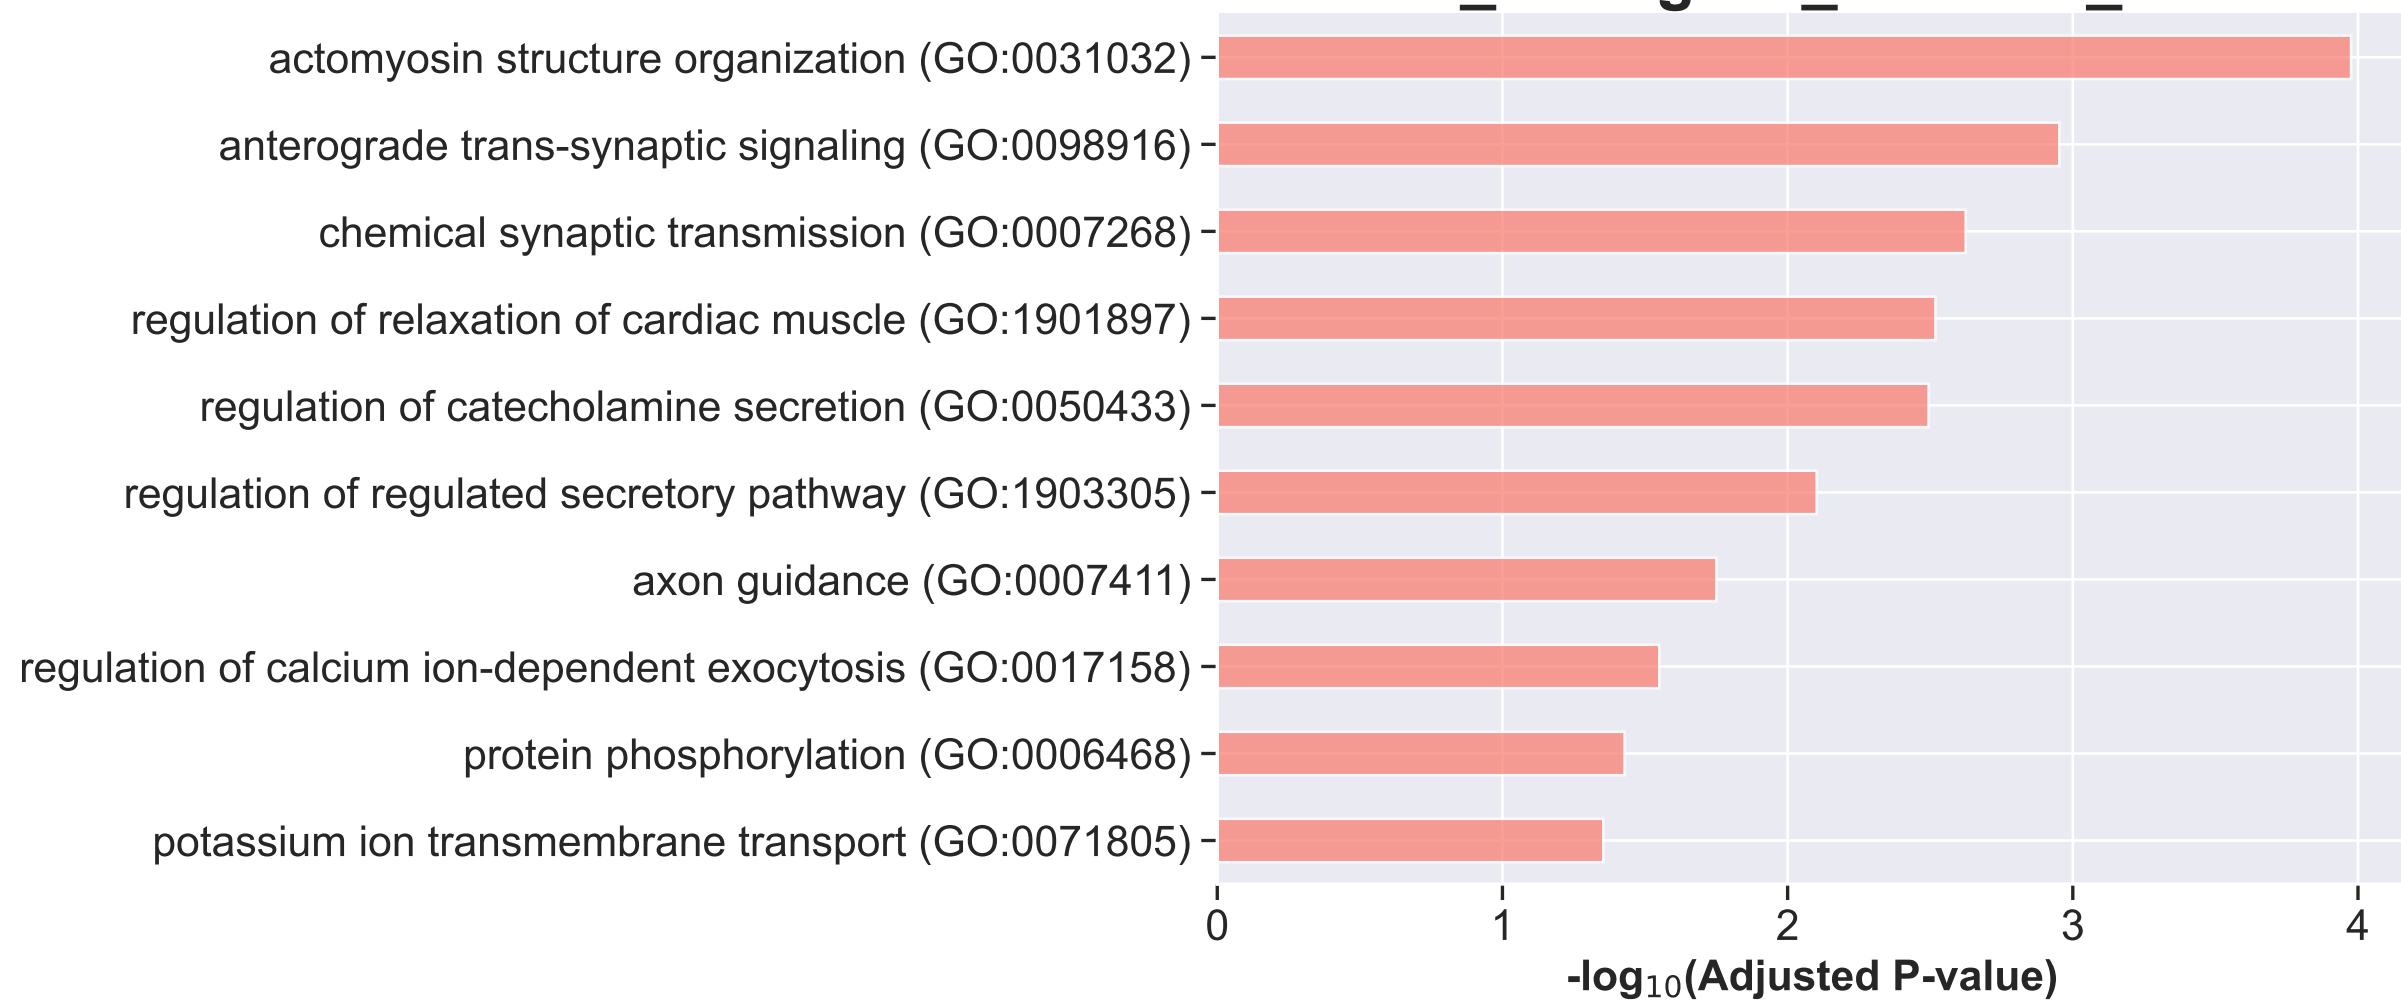 actomyosin structure organization (GO:0031032)
anterograde trans-synaptic signaling (GO:0098916)
chemical synaptic transmission (GO:0007268)
regulation of relaxation of cardiac muscle (GO:1901897)
regulation of catecholamine secretion (GO:0050433)
regulation of regulated secretory pathway (GO:1903305)
axon guidance (GO:0007411)
regulation of calcium ion-dependent exocytosis (GO:0017158)
protein phosphorylation (GO:0006468)
potassium ion transmembrane transport (GO:0071805)
0 1 2 3 4
-log₁₀(Adjusted P-value)